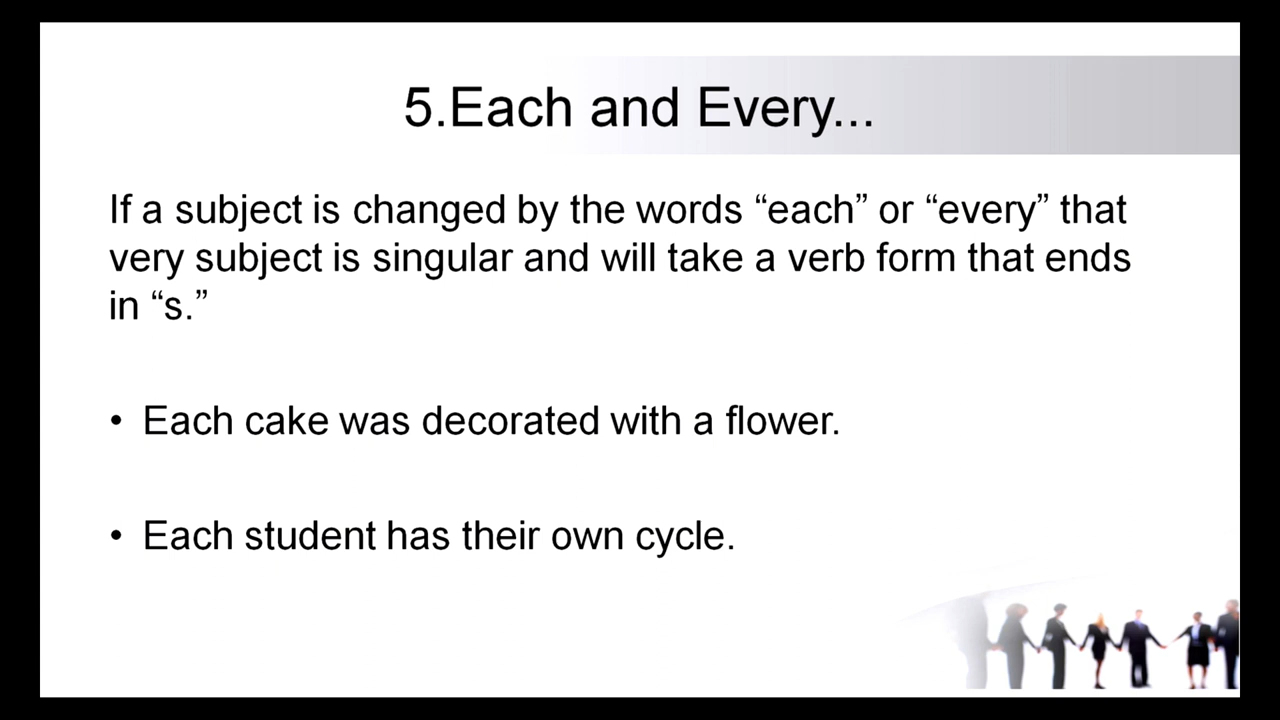 5.Each and Every...
If a subject is changed by the words “each” or “every” that
very subject is singular and will take a verb form that ends
in “s.”
• Each cake was decorated with a flower.
• Each student has their own cycle.